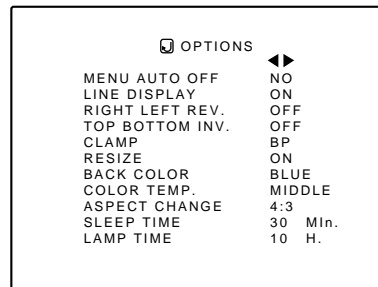 OPTIONS
MENU AUTO OFF NO
LINE DISPLAY ON
RIGHT LEFT REV. OFF
TOP BOTTOM INV. OFF
CLAMP BP
RESIZE ON
BACK COLOR BLUE
COLOR TEMP. MIDDLE
ASPECT CHANGE 4:3
SLEEP TIME 30 MIn.
LAMP TIME 10 H.